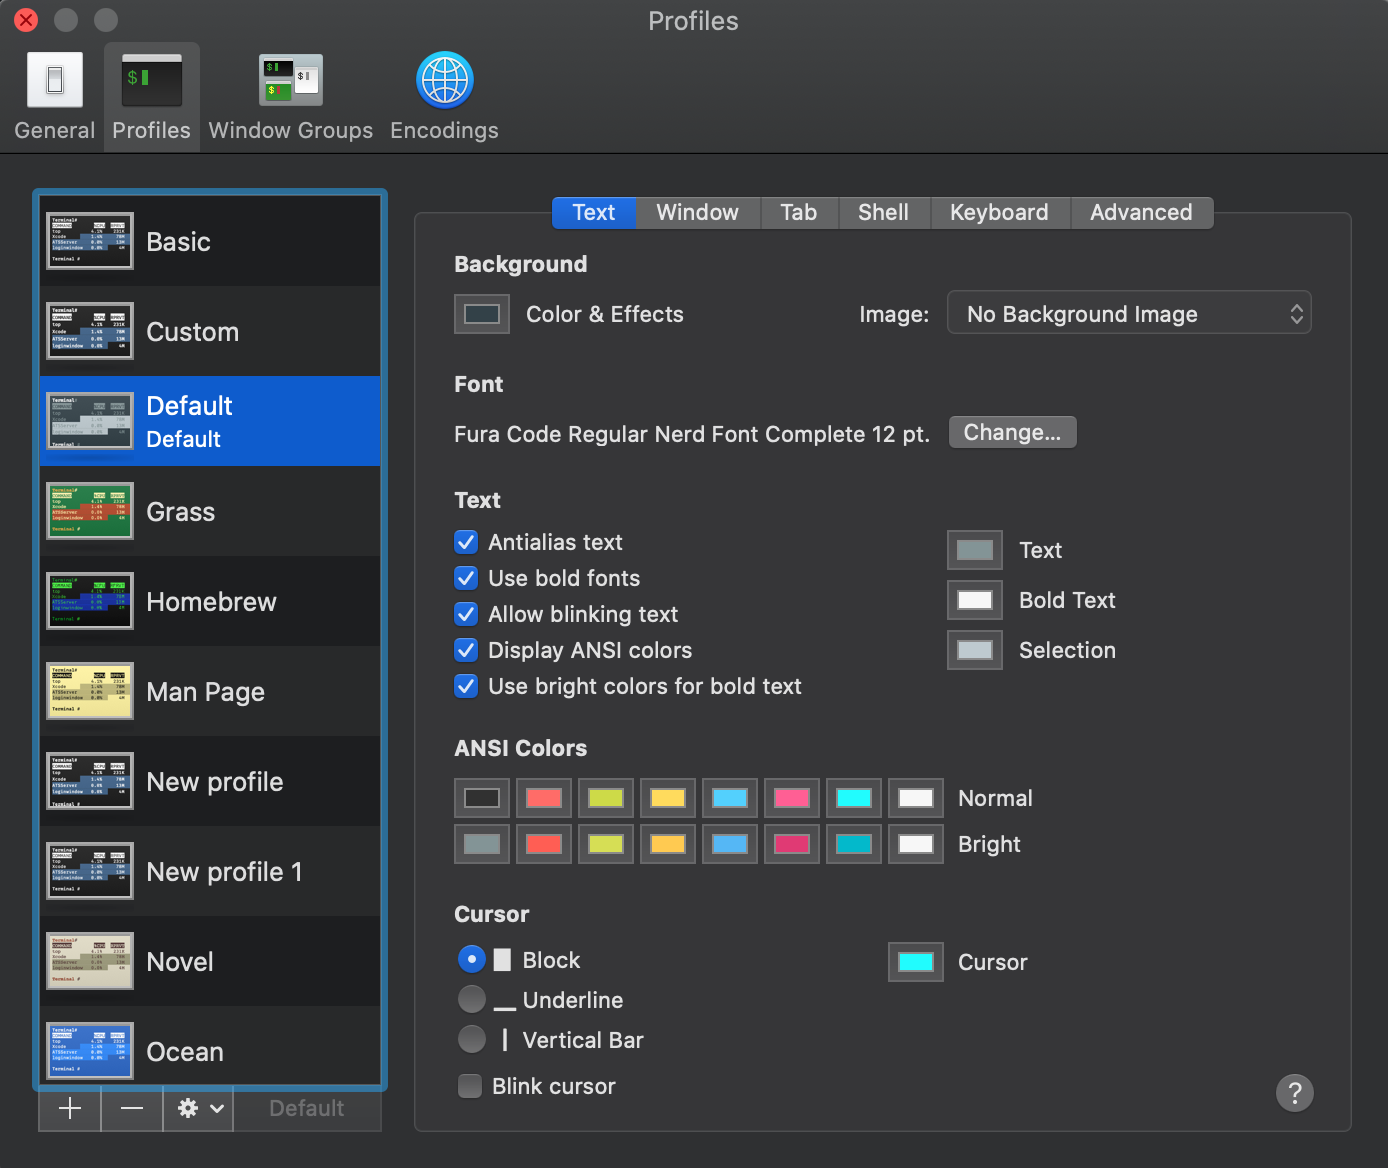 Profiles
General
Profiles
Window Groups
Encodings
Basic
Custom
Default
Default
Grass
Homebrew
Man Page
New profile
New profile 1
Novel
Ocean
Default
Text
Window
Tab
Shell
Keyboard
Advanced
Background
Color & Effects
Image:
No Background Image
Font
Fura Code Regular Nerd Font Complete 12 pt.
Change...
Text
Antialias text
Use bold fonts
Allow blinking text
Display ANSI colors
Use bright colors for bold text
Text
Bold Text
Selection
ANSI Colors
Normal
Bright
Cursor
Block
Underline
Vertical Bar
Blink cursor
Cursor
?